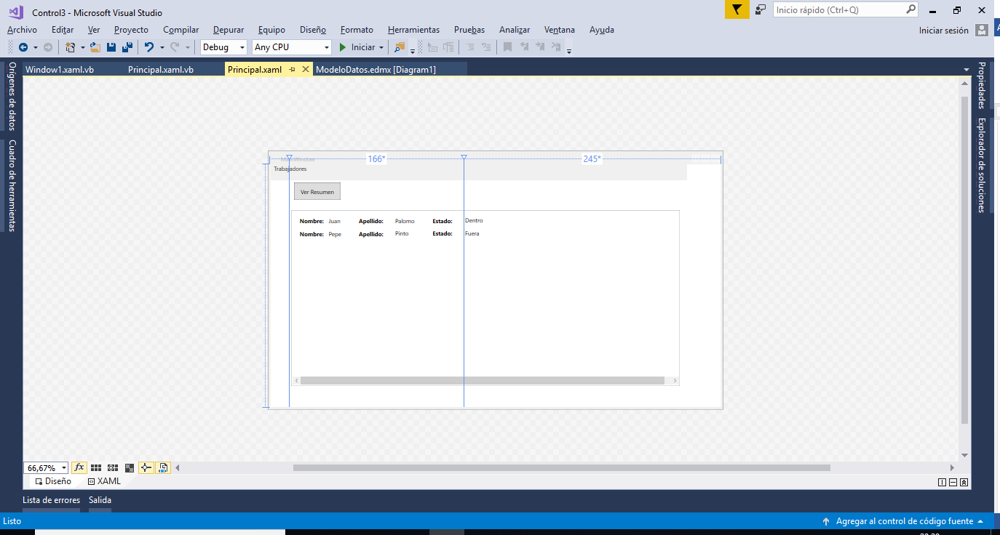 Control3 - Microsoft Visual Studio
Inicio rápido (Ctrl+Q)
Archivo Editar Ver Proyecto Compilar Depurar Equipo Diseño Formato Herramientas Pruebas Analizar Ventana Ayuda
Iniciar sesión
Debug Any CPU Iniciar
Window1.xaml.vb Principal.xaml.vb Principal.xaml ModeloDatos.edmx [Diagram1]
Orígenes de datos
Cuadro de herramientas
Propiedades
Explorador de soluciones
MainWindow
166* 245*
Trabajadores
Ver Resumen
Nombre: Juan Apellido: Palomo Estado: Dentro
Nombre: Pepe Apellido: Pinto Estado: Fuera
66,67% fx
Diseño XAML
Lista de errores Salida
Listo
Agregar al control de código fuente